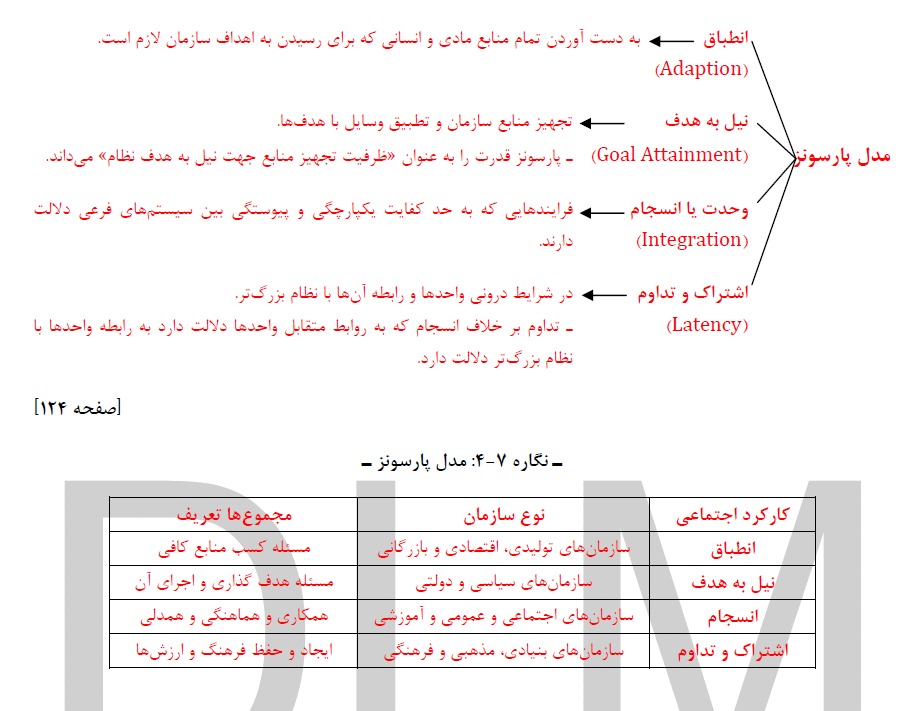 انطباق ← به دست آوردن تمام منابع مادی و انسانی که برای رسیدن به اهداف سازمان لازم است.
(Adaption)
نیل به هدف ← تجهیز منابع سازمان و تطبیق وسایل با هدف‌ها.
(Goal Attainment) ـ پارسونز قدرت را به عنوان «ظرفیت تجهیز منابع جهت نیل به هدف نظام» می‌داند.
مدل پارسونز
وحدت یا انسجام ← فرایندهایی که به حد کفایت یکپارچگی و پیوستگی بین سیستم‌های فرعی دلالت
(Integration) دارند.
اشتراک و تداوم ← در شرایط درونی واحدها و رابطه آن‌ها با نظام بزرگ‌تر.
(Latency) ـ تداوم بر خلاف انسجام که به روابط متقابل واحدها دلالت دارد به رابطه واحدها با
نظام بزرگ‌تر دلالت دارد.
[صفحه ۱۲۴]
ـ نگاره ۷-۴: مدل پارسونز ـ
کارکرد اجتماعی نوع سازمان مجموع‌ها تعریف
انطباق سازمان‌های تولیدی، اقتصادی و بازرگانی مسئله کسب منابع کافی
نیل به هدف سازمان‌های سیاسی و دولتی مسئله هدف گذاری و اجرای آن
انسجام سازمان‌های اجتماعی و عمومی و آموزشی همکاری و هماهنگی و همدلی
اشتراک و تداوم سازمان‌های بنیادی، مذهبی و فرهنگی ایجاد و حفظ فرهنگ و ارزش‌ها